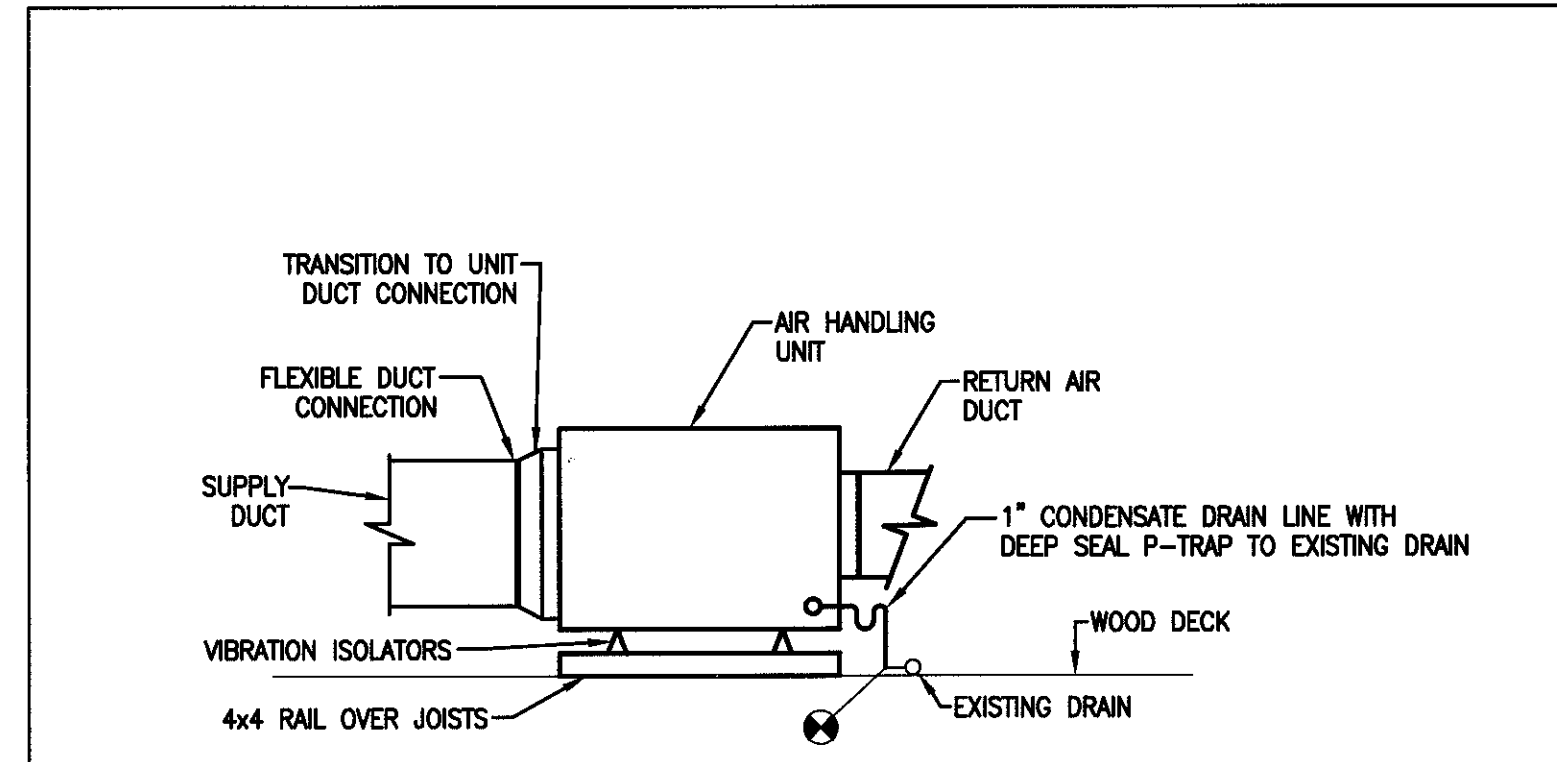 TRANSITION TO UNIT
DUCT CONNECTION
AIR HANDLING
UNIT
FLEXIBLE DUCT
CONNECTION
RETURN AIR
DUCT
SUPPLY
DUCT
1" CONDENSATE DRAIN LINE WITH
DEEP SEAL P-TRAP TO EXISTING DRAIN
WOOD DECK
VIBRATION ISOLATORS
EXISTING DRAIN
4x4 RAIL OVER JOISTS